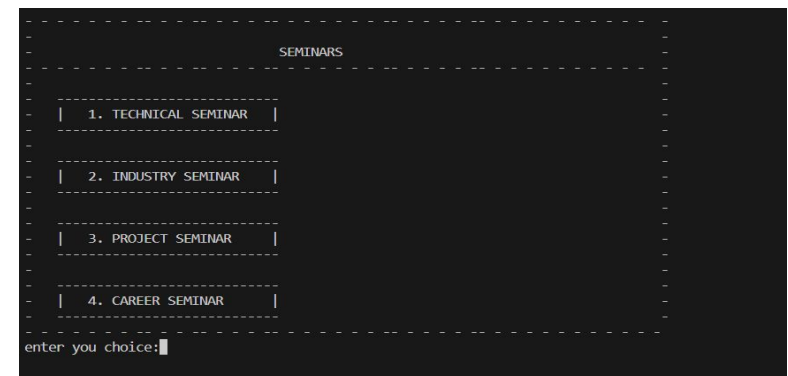 SEMINARS
| 1. TECHNICAL SEMINAR |
| 2. INDUSTRY SEMINAR |
| 3. PROJECT SEMINAR |
| 4. CAREER SEMINAR |
enter you choice: